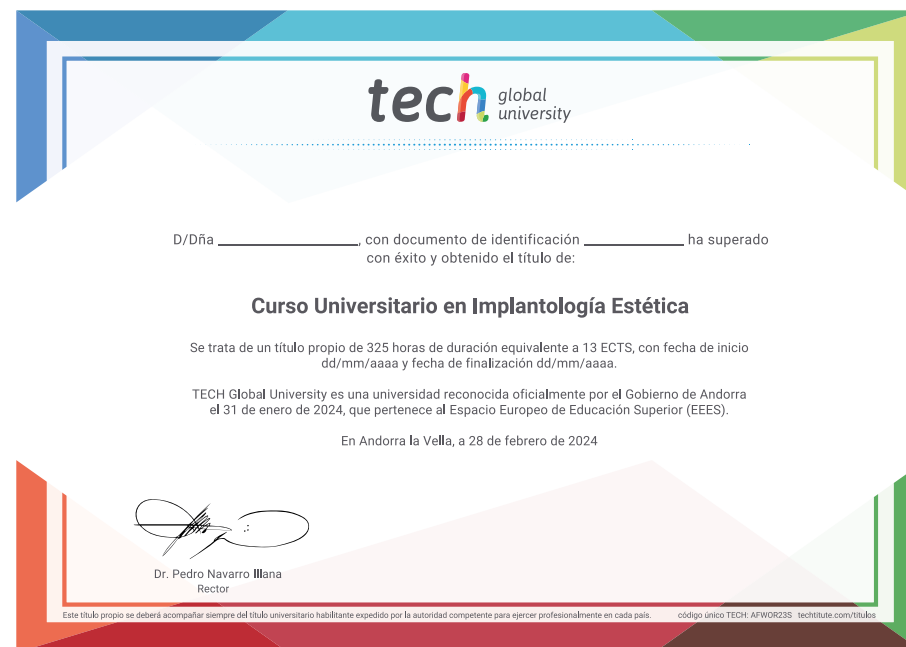 tech global
university
D/Dña ______________, con documento de identificación __________ ha superado
con éxito y obtenido el título de:
Curso Universitario en Implantología Estética
Se trata de un título propio de 325 horas de duración equivalente a 13 ECTS, con fecha de inicio
dd/mm/aaaa y fecha de finalización dd/mm/aaaa.
TECH Global University es una universidad reconocida oficialmente por el Gobierno de Andorra
el 31 de enero de 2024, que pertenece al Espacio Europeo de Educación Superior (EEES).
En Andorra la Vella, a 28 de febrero de 2024
Dr. Pedro Navarro Illana
Rector
Este título propio se deberá acompañar siempre del título universitario habilitante expedido por la autoridad competente para ejercer profesionalmente en cada país. código único TECH: AFWOR23S techtitute.com/titulos